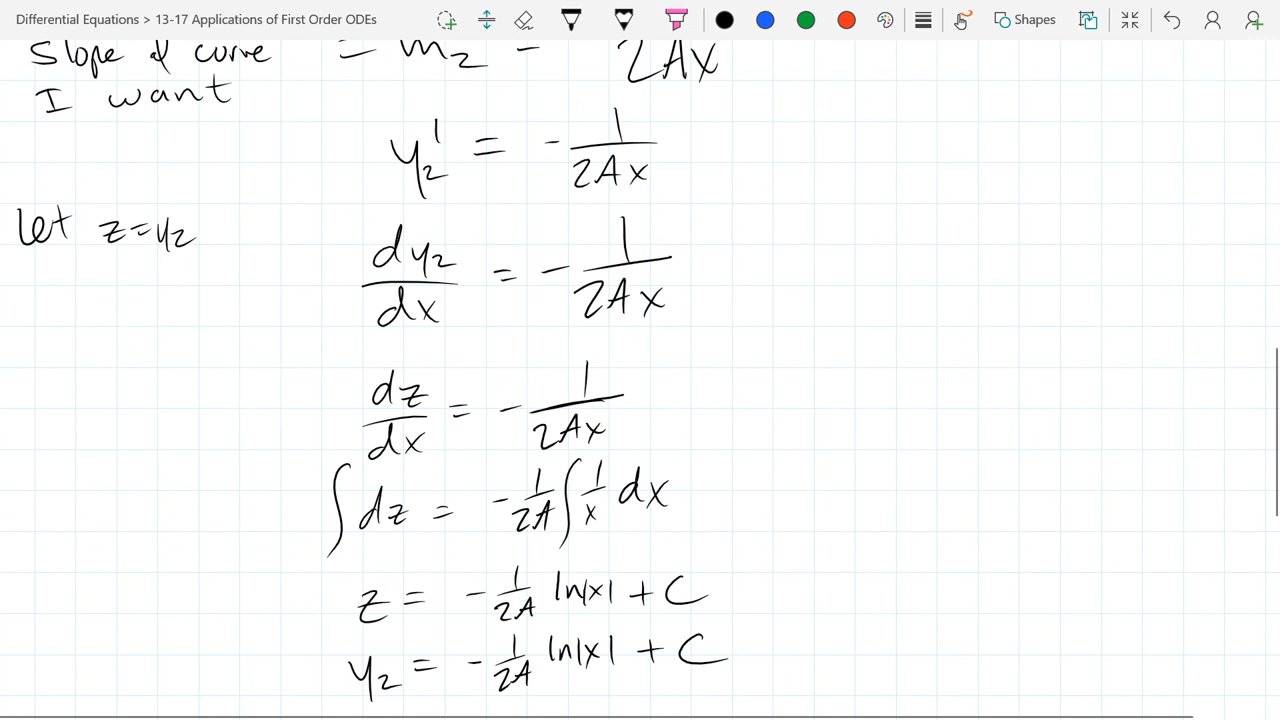 Differential Equations > 13-17 Applications of First Order ODEs
Shapes
Slope of curve = m₂ = 2Ax
I want
y₂' = - 1/(2Ax)
let z = y₂
dy₂/dx = - 1/(2Ax)
dz/dx = - 1/(2Ax)
∫ dz = - 1/(2A) ∫ 1/x dx
z = - 1/(2A) ln|x| + C
y₂ = - 1/(2A) ln|x| + C